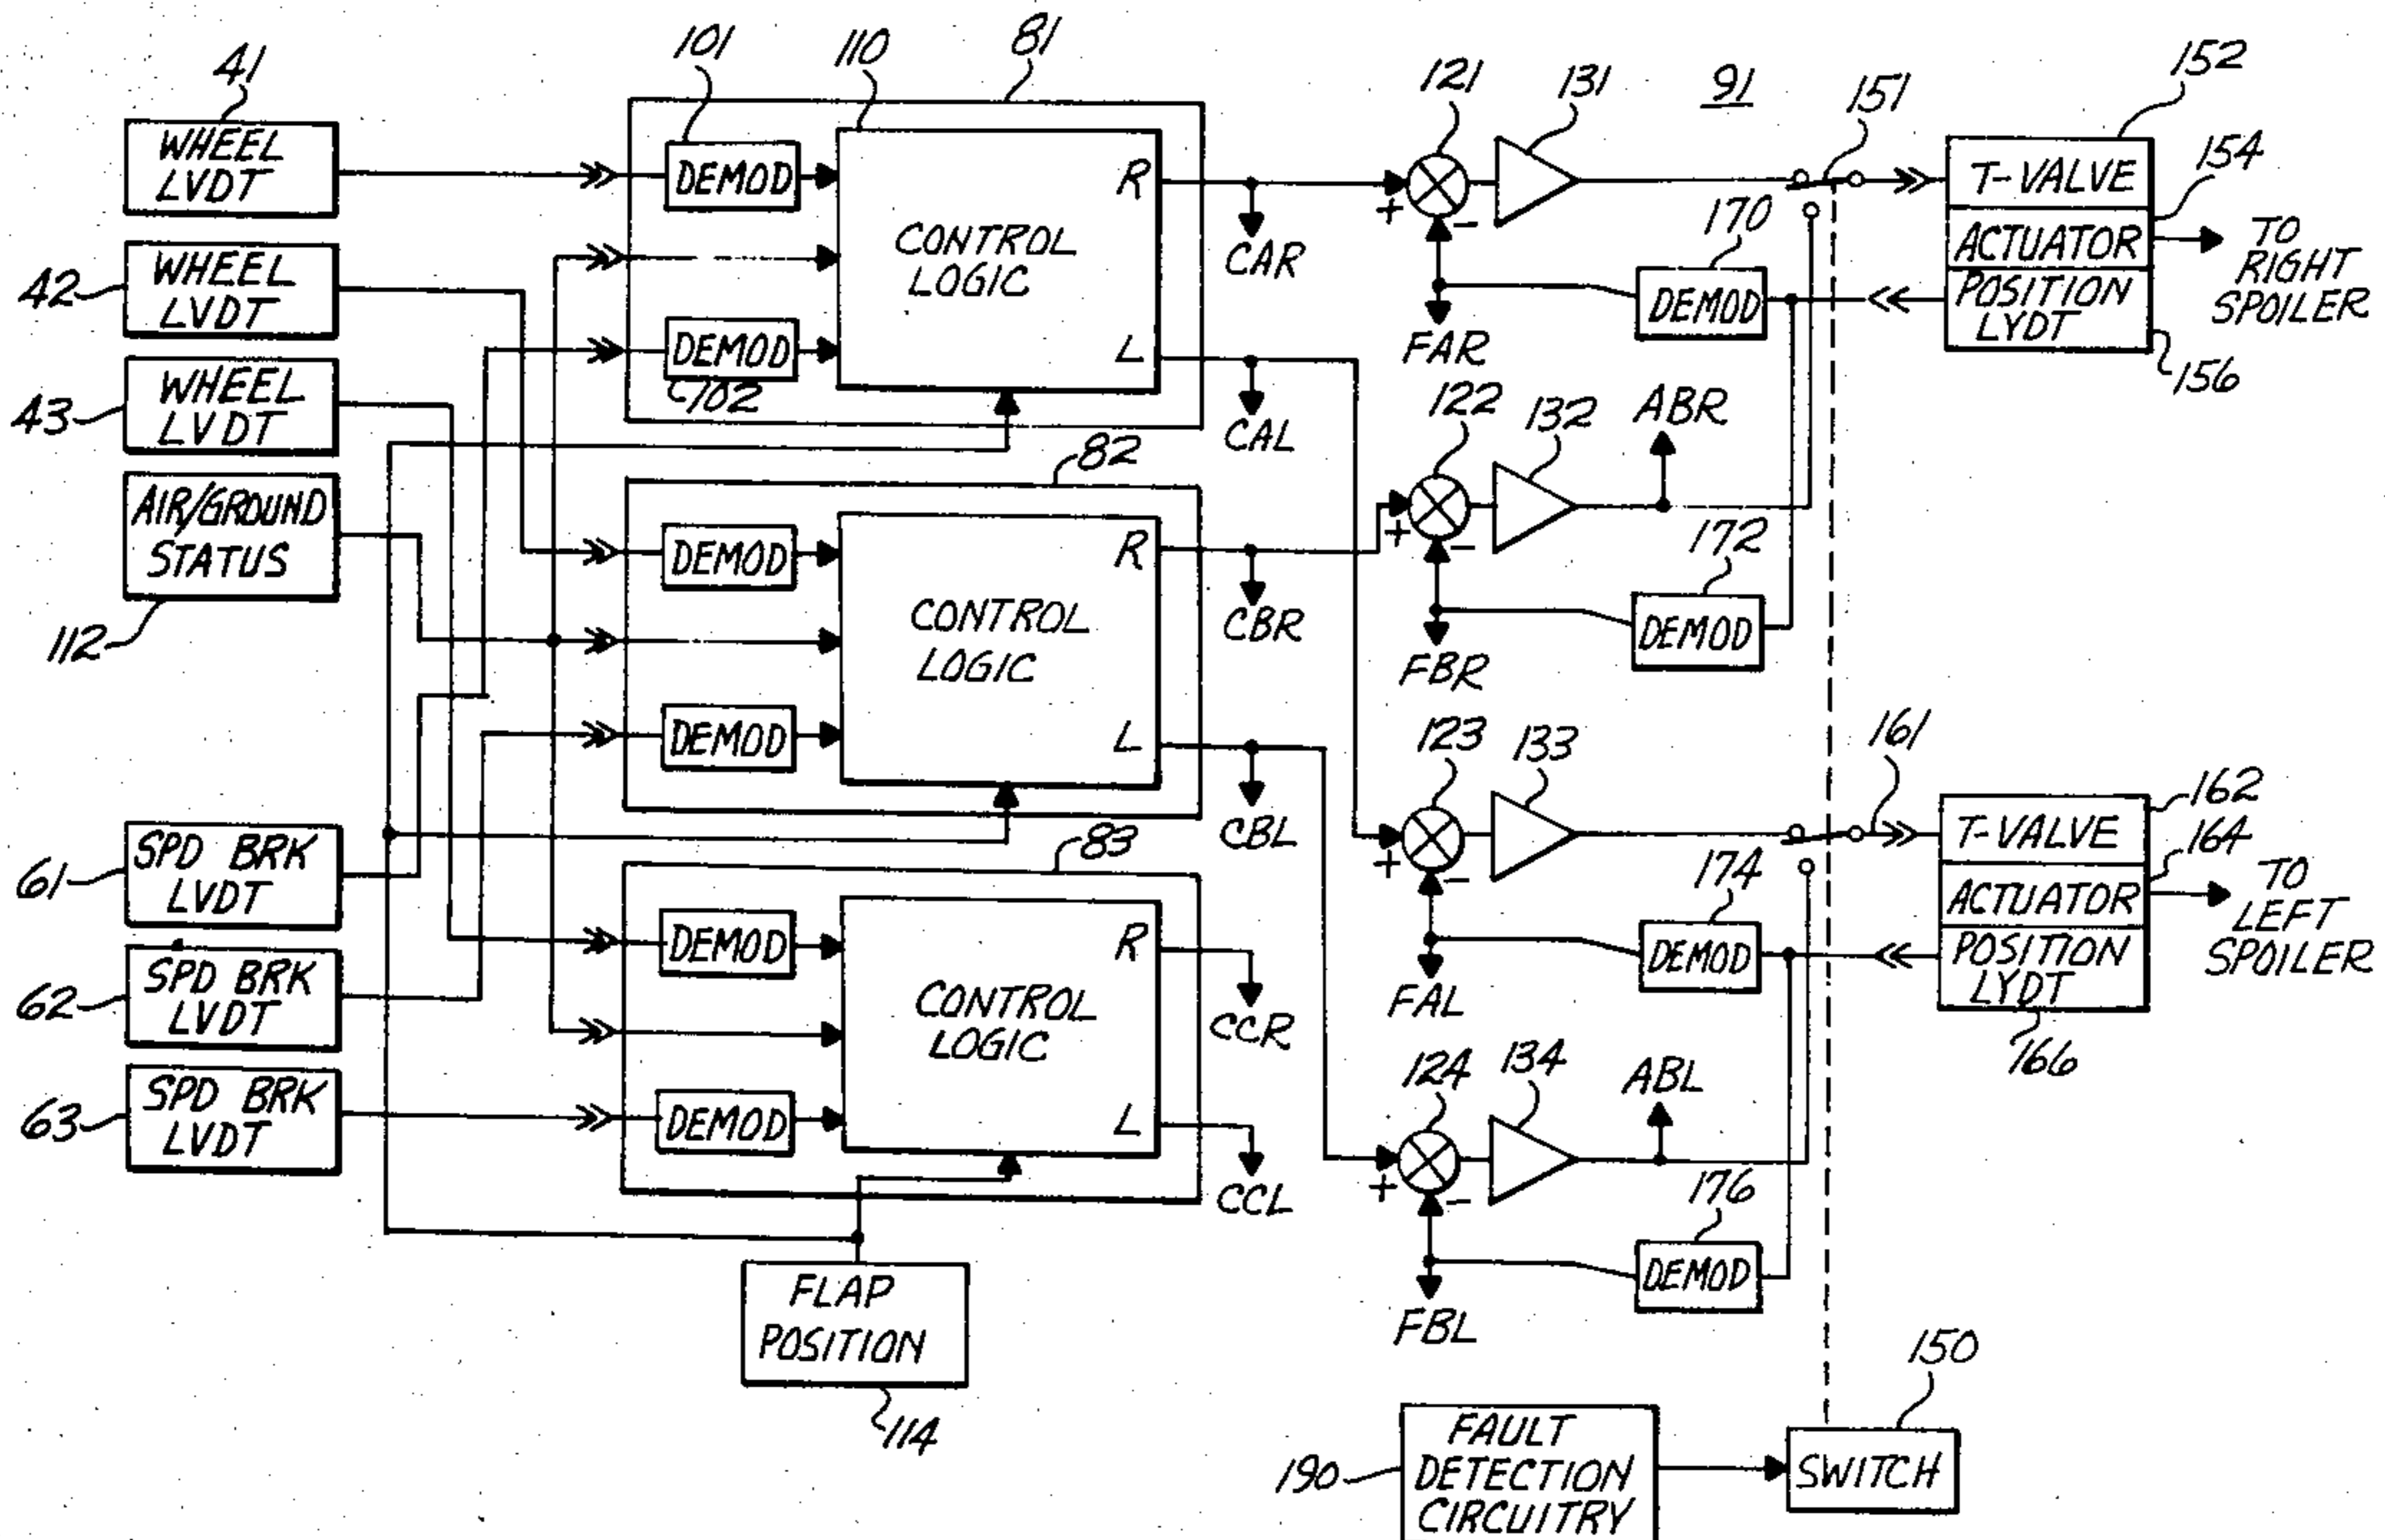 41
WHEEL
LVDT
42
WHEEL
LVDT
43
WHEEL
LVDT
AIR/GROUND
STATUS
112
61
SPD BRK
LVDT
62
SPD BRK
LVDT
63
SPD BRK
LVDT
101
110
81
DEMOD
DEMOD
102
CONTROL
LOGIC
R
L
CAR
CAL
82
DEMOD
DEMOD
CONTROL
LOGIC
R
L
CBR
CBL
83
DEMOD
DEMOD
CONTROL
LOGIC
R
L
CCR
CCL
FLAP
POSITION
114
121
131
91
151
152
+
-
FAR
170
DEMOD
T-VALVE
ACTUATOR
POSITION
LYDT
154
156
TO
RIGHT
SPOILER
122
132
ABR
+
-
FBR
172
DEMOD
123
133
161
+
-
FAL
174
DEMOD
162
T-VALVE
164
ACTUATOR
POSITION
LYDT
166
TO
LEFT
SPOILER
124
134
ABL
+
-
FBL
176
DEMOD
190
FAULT
DETECTION
CIRCUITRY
150
SWITCH